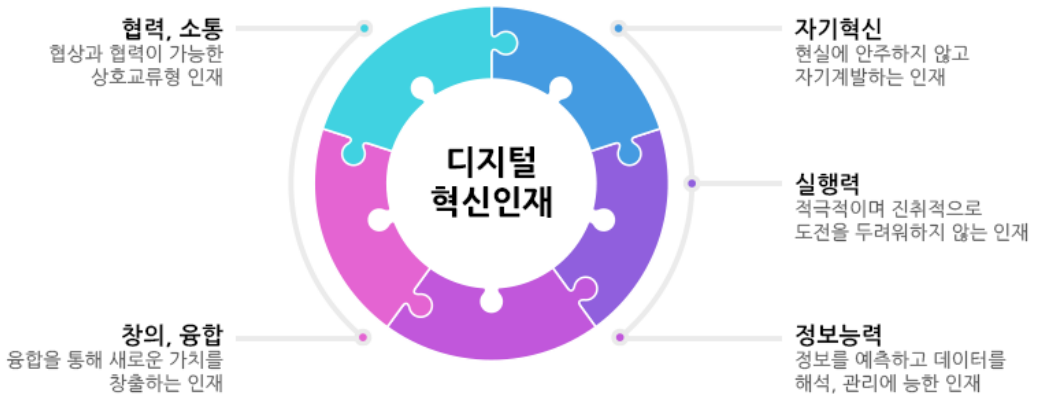 협력, 소통
협상과 협력이 가능한
상호교류형 인재
자기혁신
현실에 안주하지 않고
자기계발하는 인재
디지털
혁신인재
실행력
적극적이며 진취적으로
도전을 두려워하지 않는 인재
창의, 융합
융합을 통해 새로운 가치를
창출하는 인재
정보능력
정보를 예측하고 데이터를
해석, 관리에 능한 인재